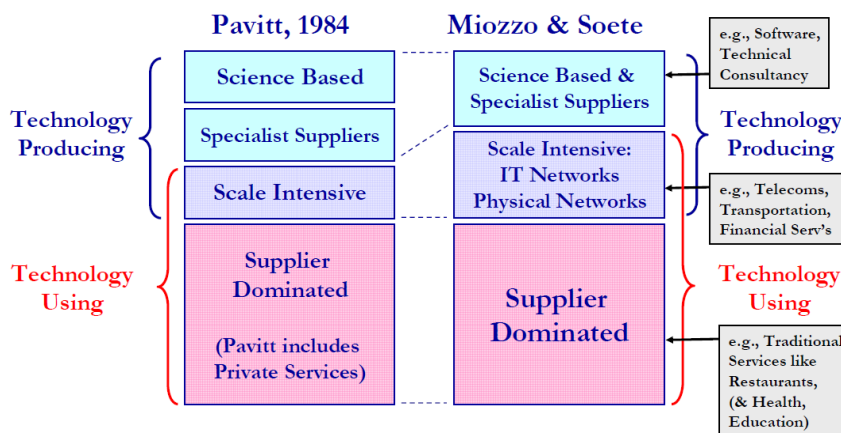 Pavitt, 1984
Miozzo & Soete
Science Based
Specialist Suppliers
Scale Intensive
Supplier
Dominated
(Pavitt includes
Private Services)
Technology
Producing
Technology
Using
Science Based &
Specialist Suppliers
Scale Intensive:
IT Networks
Physical Networks
Supplier
Dominated
Technology
Producing
Technology
Using
e.g., Software,
Technical
Consultancy
e.g., Telecoms,
Transportation,
Financial Serv's
e.g., Traditional
Services like
Restaurants,
(& Health,
Education)